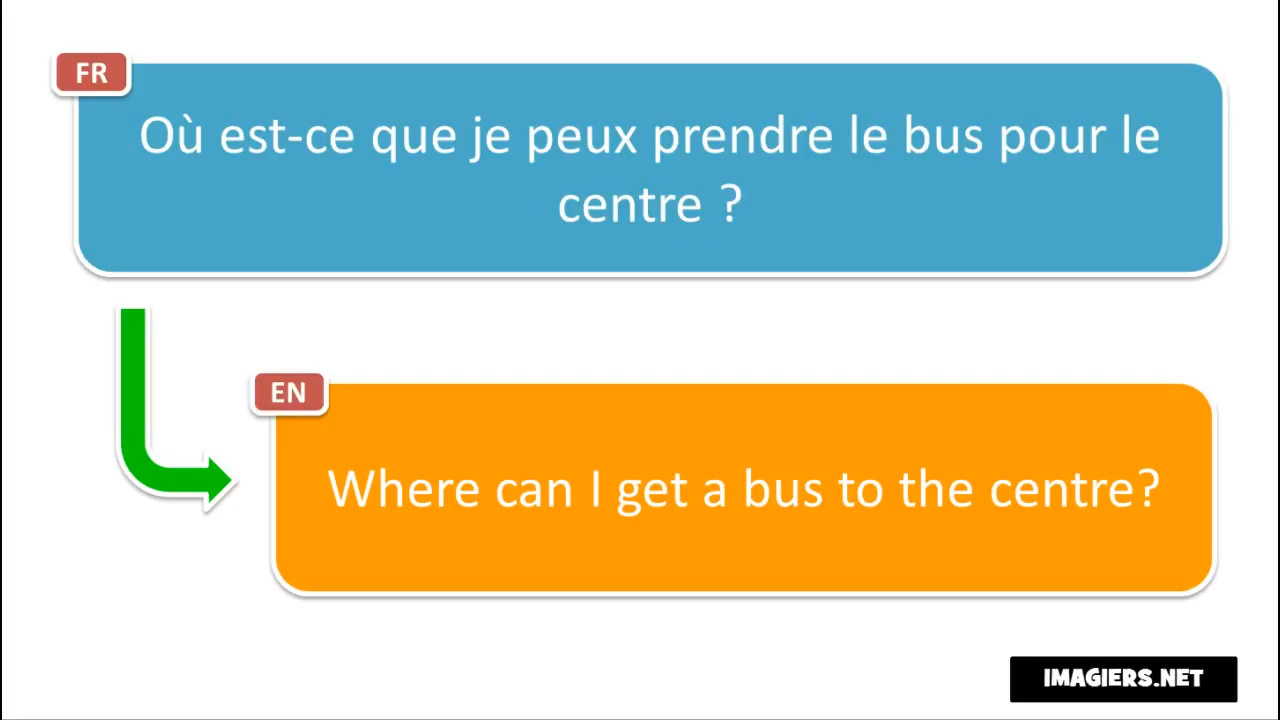 FR
Où est-ce que je peux prendre le bus pour le
centre ?
EN
Where can I get a bus to the centre?
IMAGIERS.NET